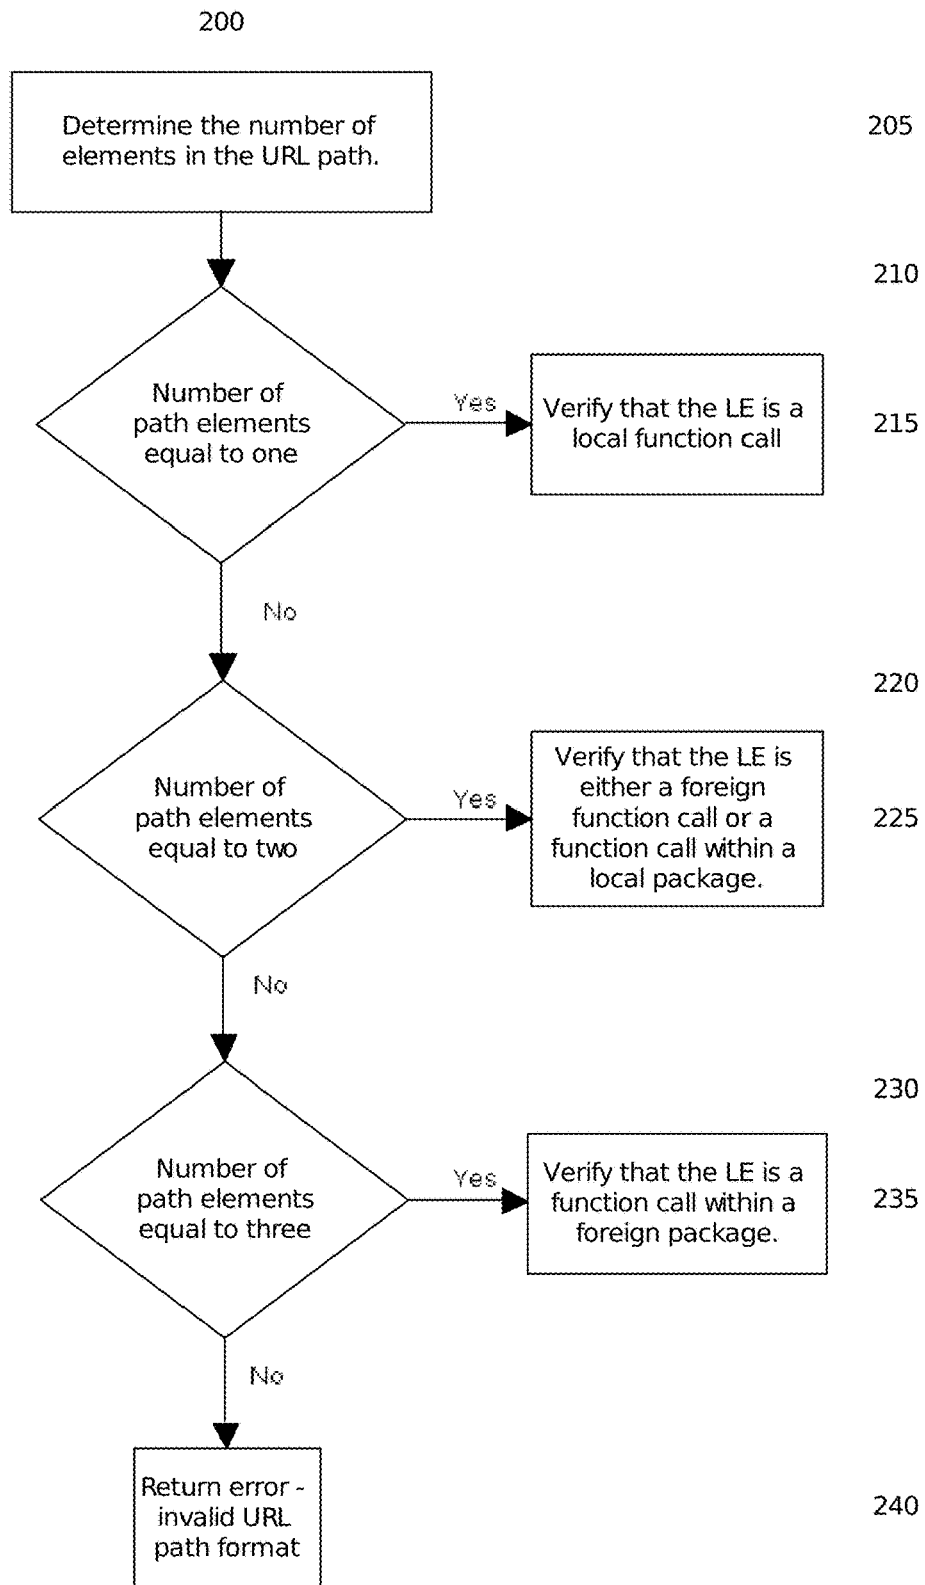 200
Determine the number of
elements in the URL path.
205
210
Number of
path elements
equal to one
Yes
Verify that the LE is a
local function call
215
No
220
Number of
path elements
equal to two
Yes
Verify that the LE is
either a foreign
function call or a
function call within a
local package.
225
No
230
Number of
path elements
equal to three
Yes
Verify that the LE is a
function call within a
foreign package.
235
No
Return error -
invalid URL
path format
240